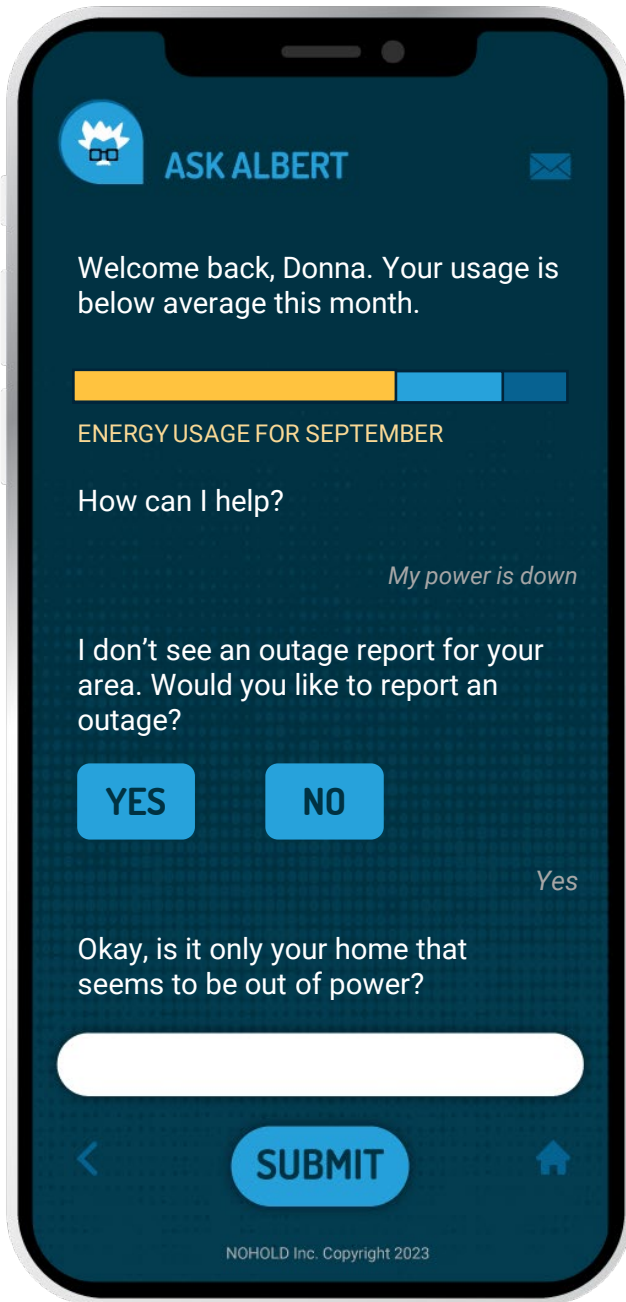 ASK ALBERT
Welcome back, Donna. Your usage is
below average this month.
ENERGY USAGE FOR SEPTEMBER
How can I help?
My power is down
I don’t see an outage report for your
area. Would you like to report an
outage?
YES NO
Yes
Okay, is it only your home that
seems to be out of power?
SUBMIT
NOHOLD Inc. Copyright 2023